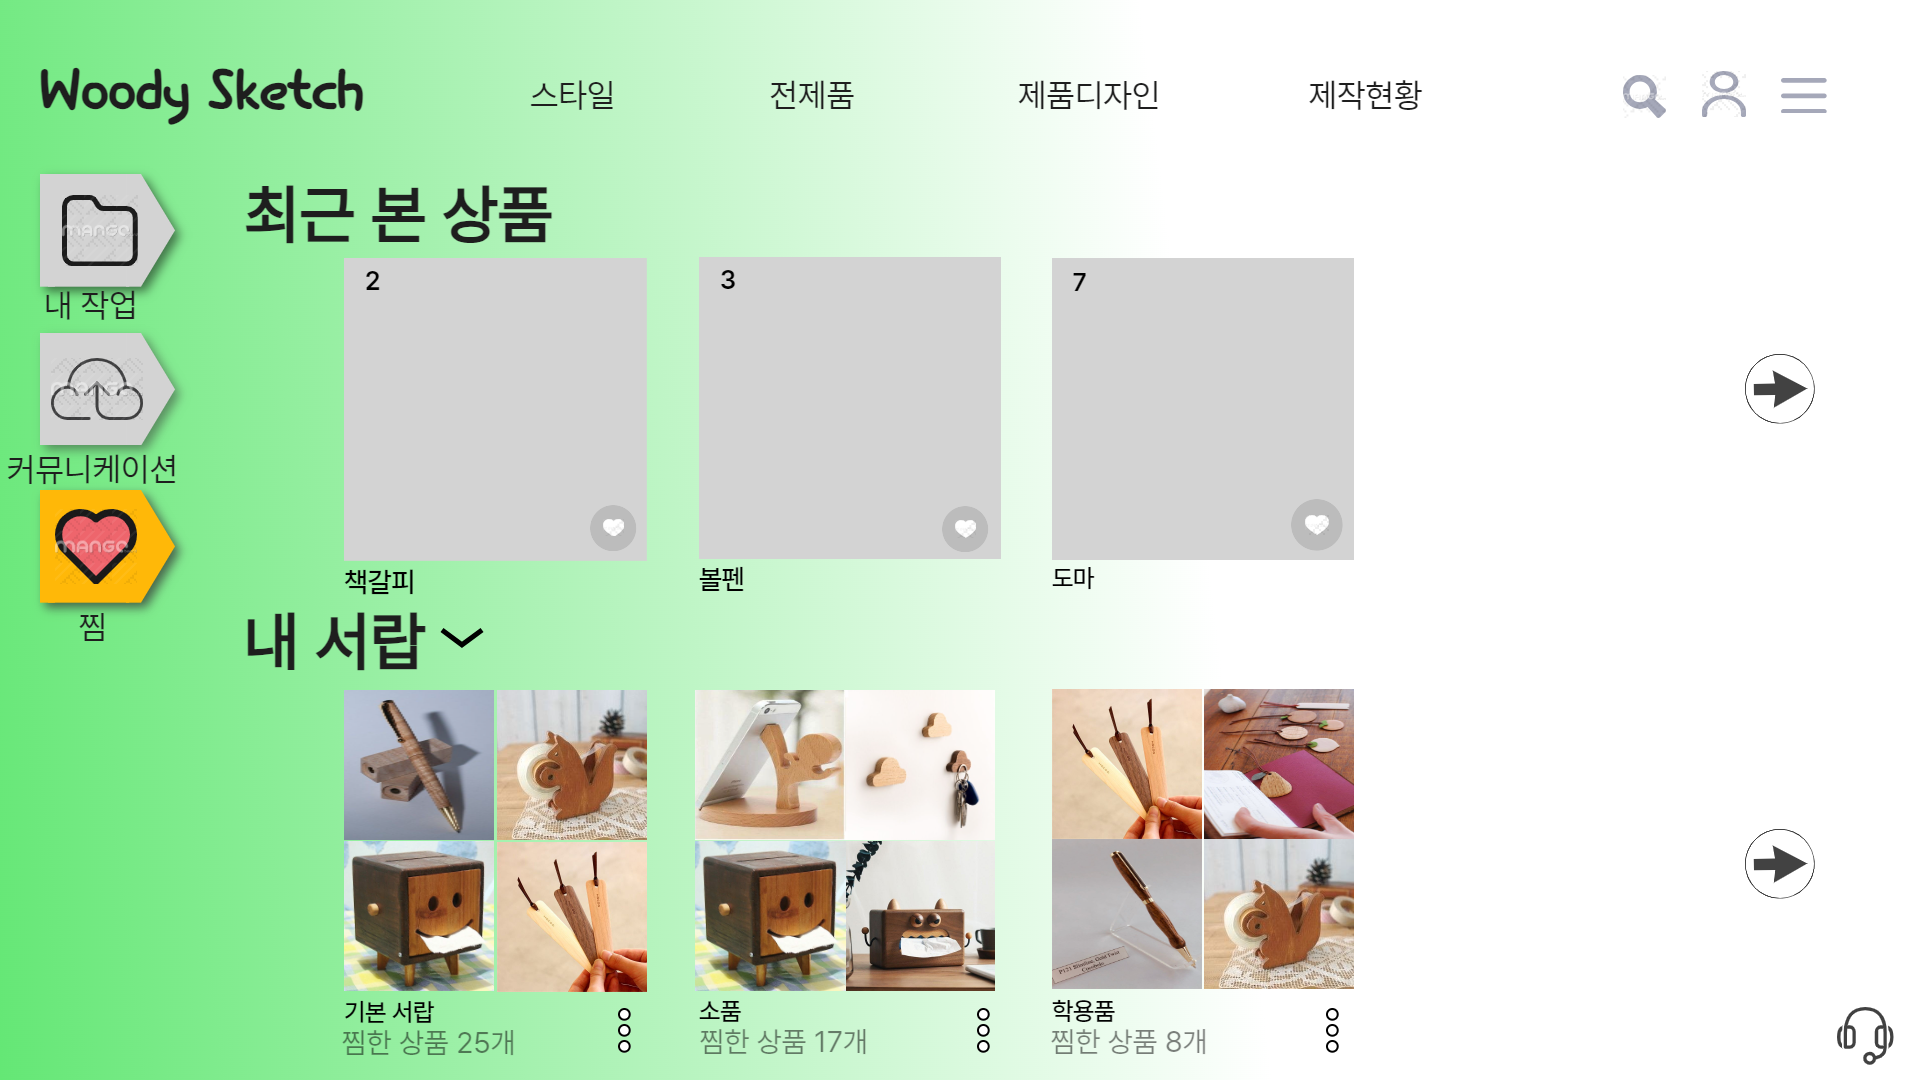 Woody Sketch
스타일
전제품
제품디자인
제작현황
내 작업
커뮤니케이션
찜
최근 본 상품
2
3
7
책갈피
볼펜
도마
내 서랍
기본 서랍
찜한 상품 25개
소품
찜한 상품 17개
학용품
찜한 상품 8개
MANGO
MANGO
MANGO